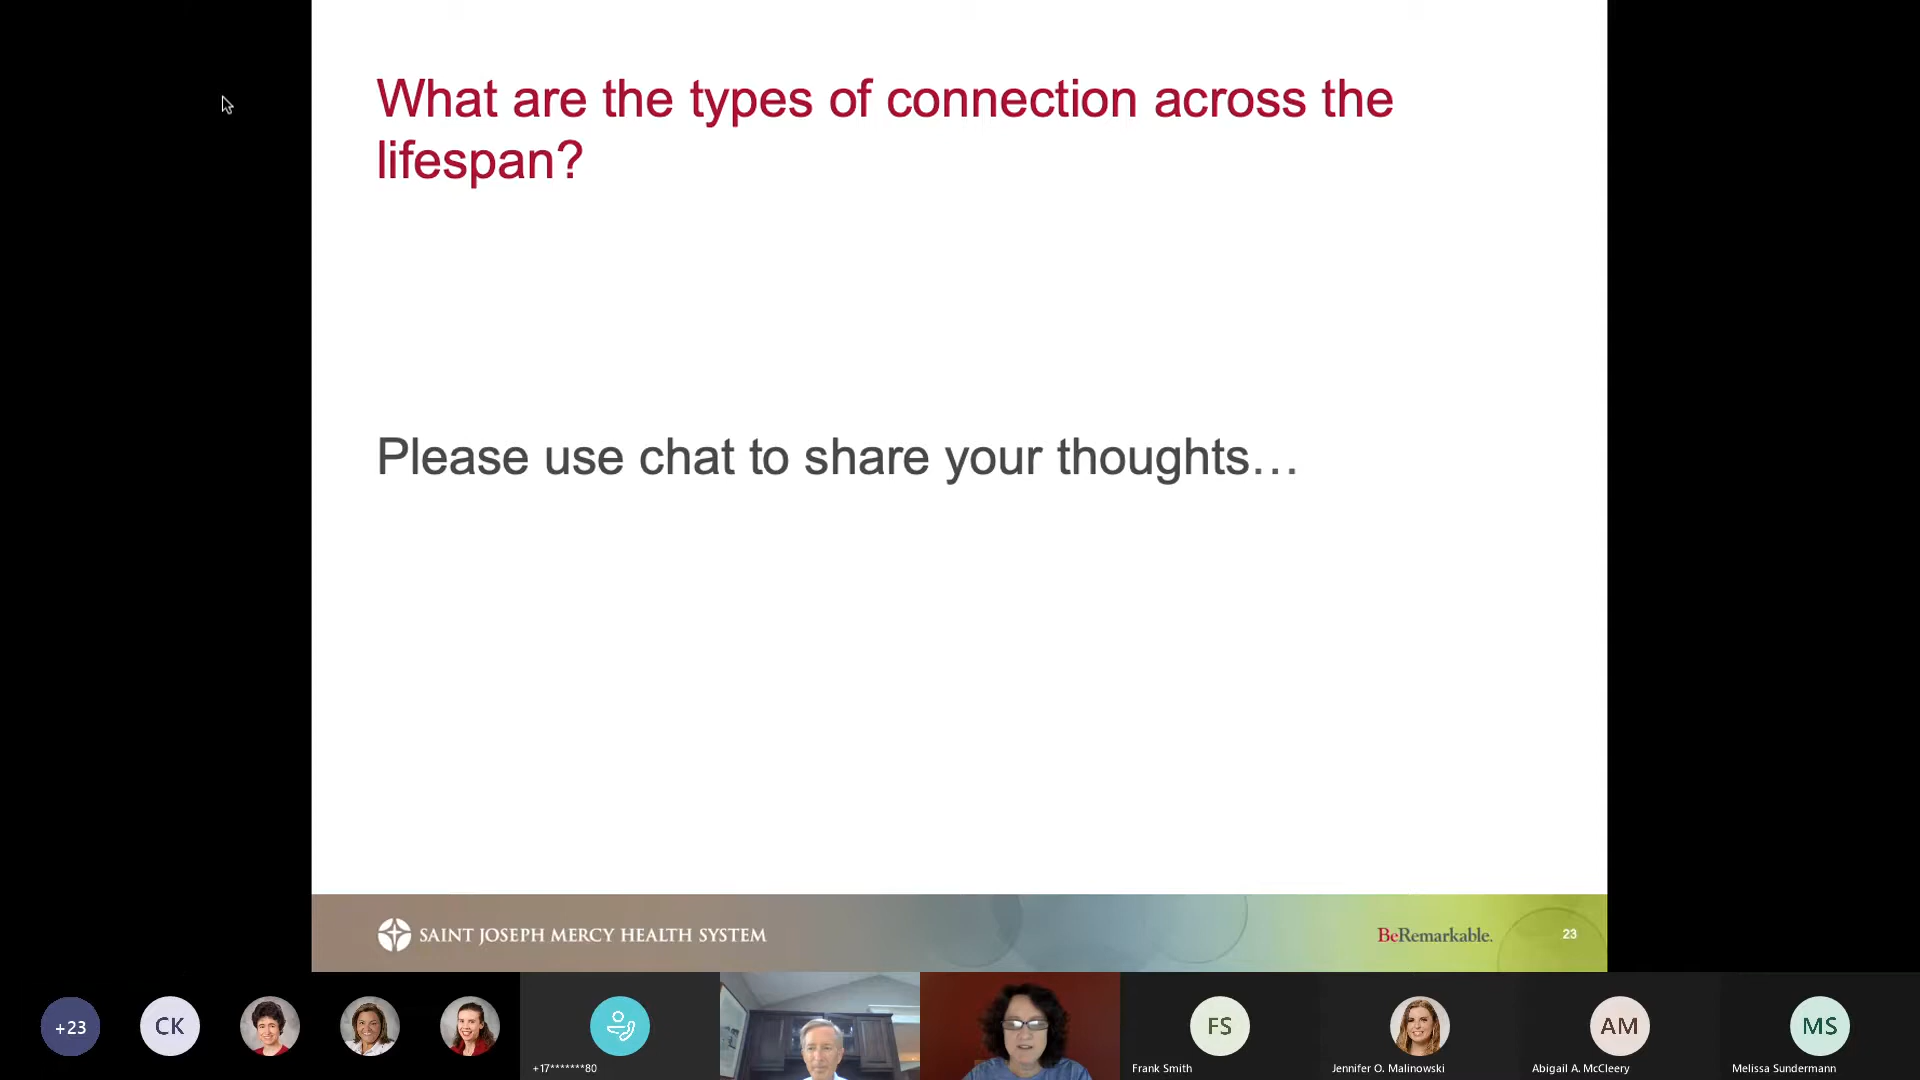 What are the types of connection across the
lifespan?
Please use chat to share your thoughts…
SAINT JOSEPH MERCY HEALTH SYSTEM
BeRemarkable.
23
+23
CK
+17*******80
FS
Frank Smith
Jennifer O. Malinowski
AM
Abigail A. McCleery
MS
Melissa Sundermann